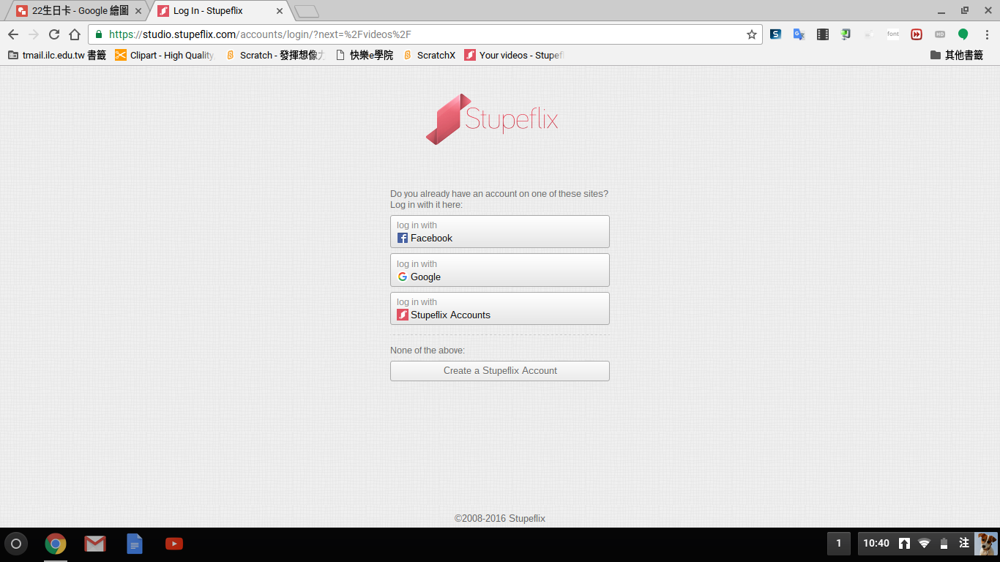 22生日卡 - Google 繪圖
Log In - Stupeflix
https://studio.stupeflix.com/accounts/login/?next=%2Fvideos%2F
S
font
HD
tmail.ilc.edu.tw 書籤
Clipart - High Quality
Scratch - 發揮想像力
快樂e學院
ScratchX
Your videos - Stupefl
其他書籤
Stupeflix
Do you already have an account on one of these sites?
Log in with it here:
log in with
Facebook
log in with
Google
log in with
Stupeflix Accounts
None of the above:
Create a Stupeflix Account
©2008-2016 Stupeflix
1
10:40
注